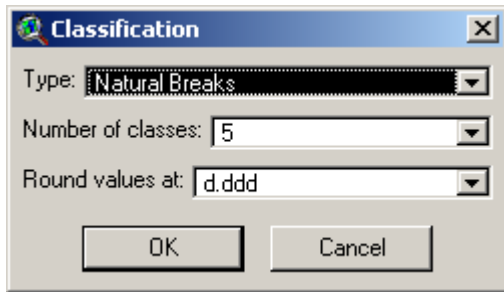 Classification
Type: Natural Breaks
Number of classes: 5
Round values at: d.ddd
OK Cancel